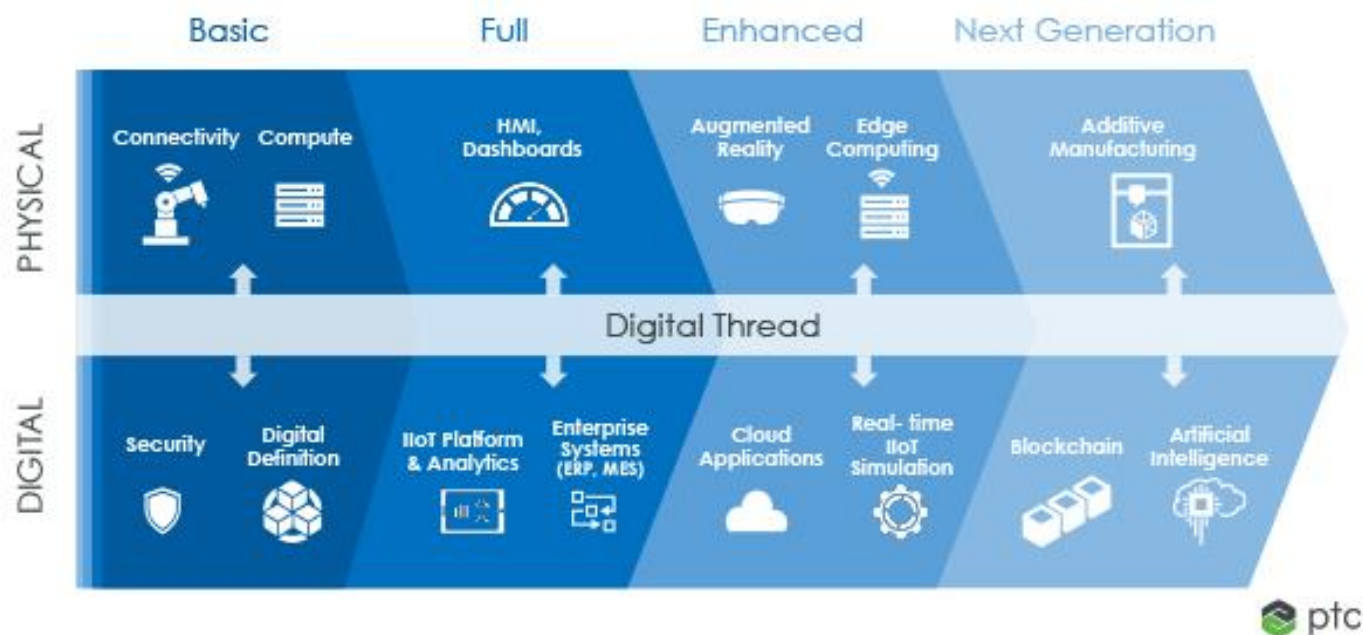 Basic
Full
Enhanced
Next Generation
PHYSICAL
Connectivity
Compute
HMI,
Dashboards
Augmented
Reality
Edge
Computing
Additive
Manufacturing
Digital Thread
DIGITAL
Security
Digital
Definition
IIoT Platform
& Analytics
Enterprise
Systems
(ERP, MES)
Cloud
Applications
Real- time
IIoT
Simulation
Blockchain
Artificial
Intelligence
ptc